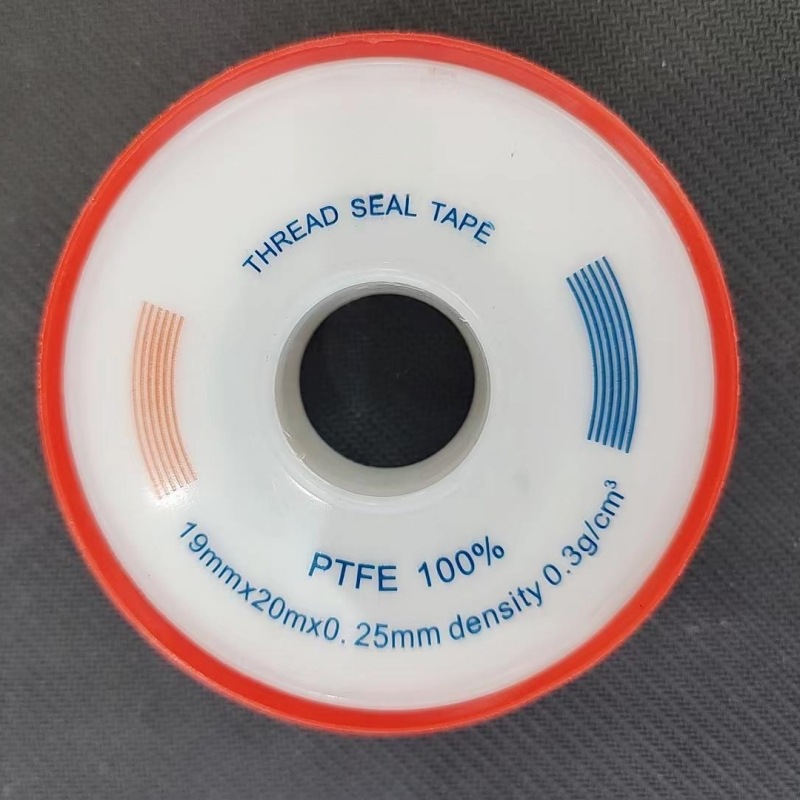 THREAD SEAL TAPE
PTFE 100%
19mmx20mx0. 25mm density 0.3g/cm³